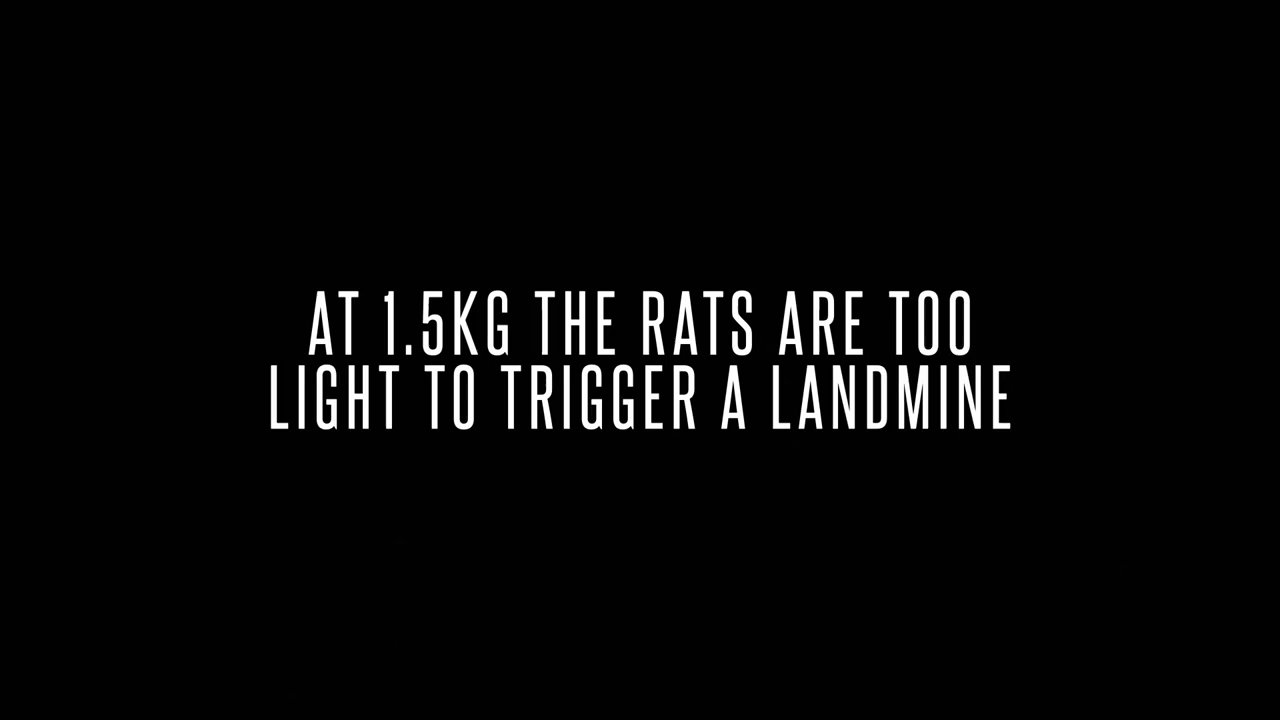 AT 1.5KG THE RATS ARE TOO
LIGHT TO TRIGGER A LANDMINE